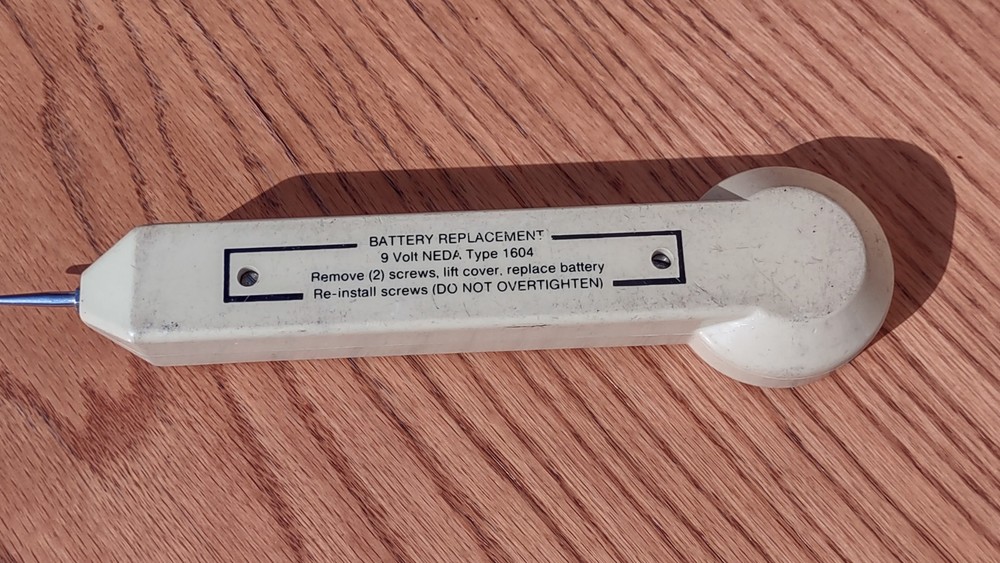 BATTERY REPLACEMENT
9 Volt NEDA Type 1604
Remove (2) screws, lift cover, replace battery
Re-install screws (DO NOT OVERTIGHTEN)